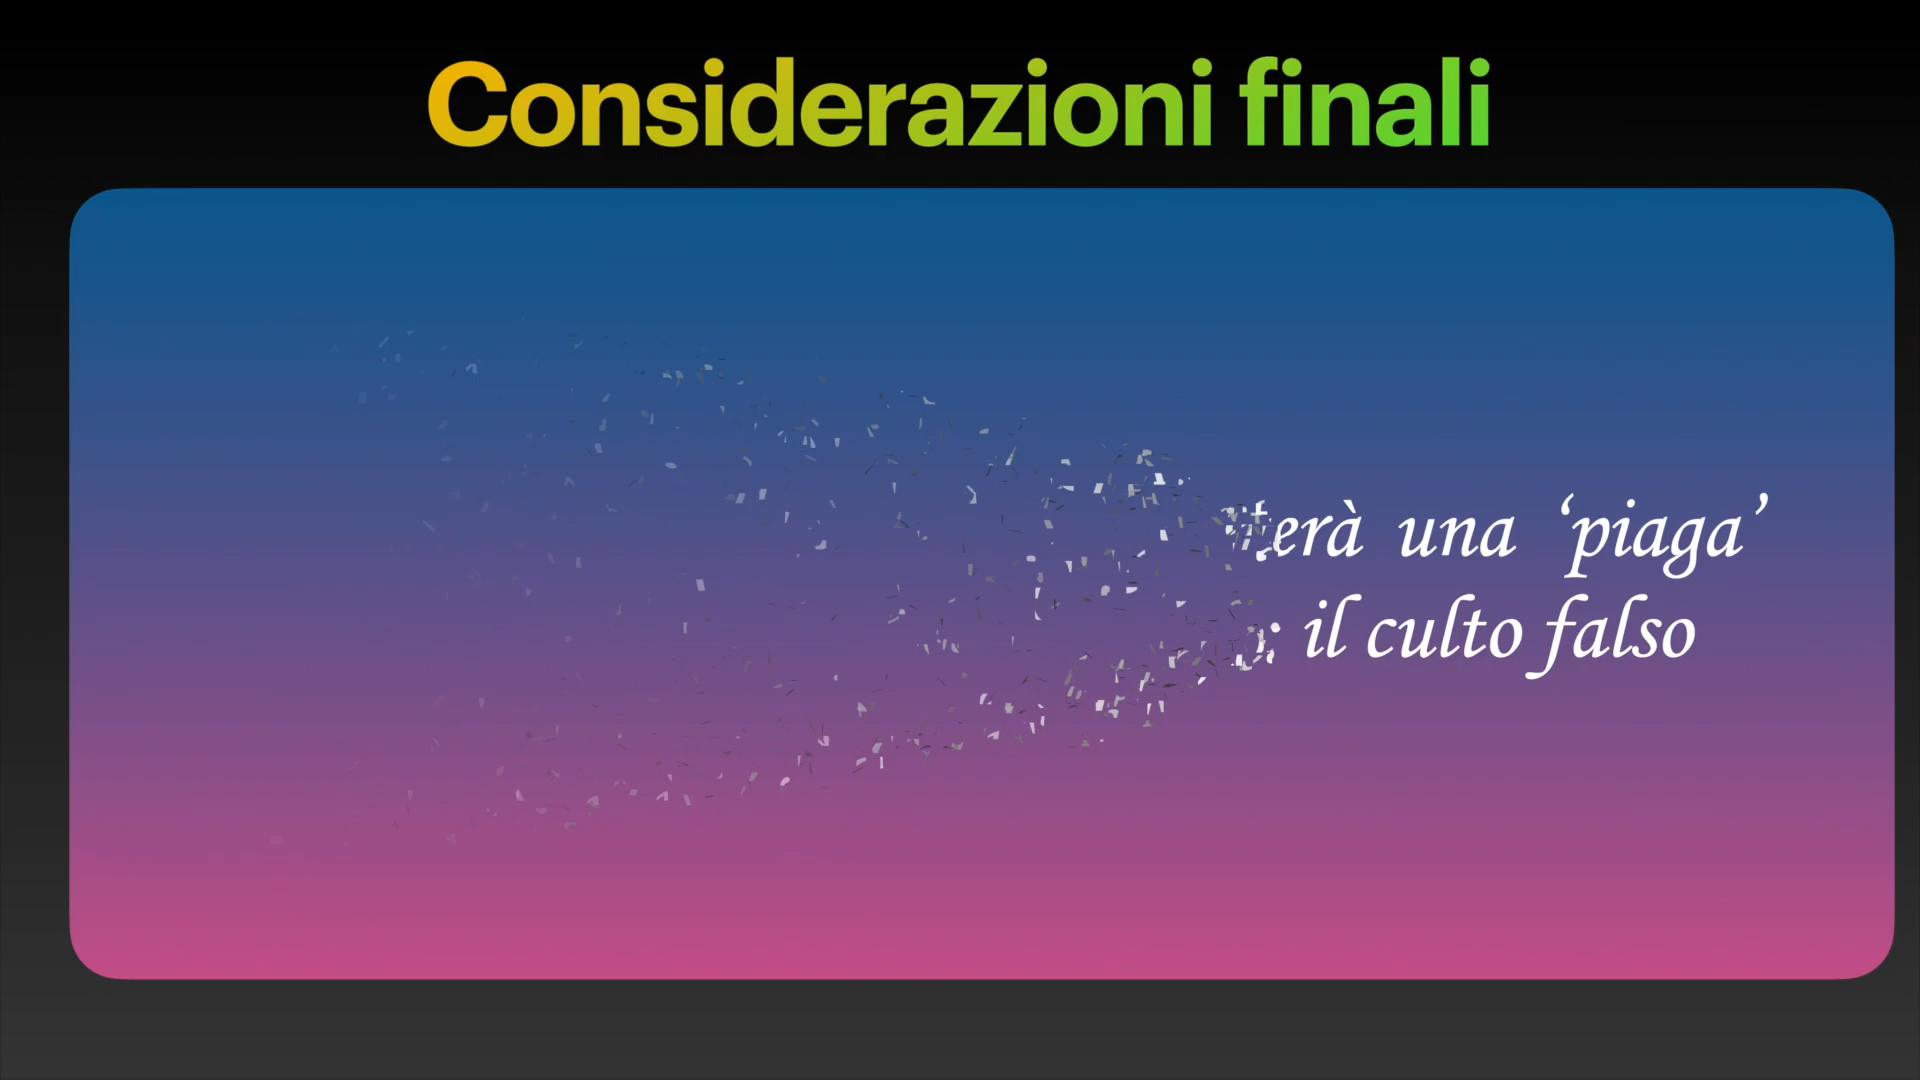 Considerazioni finali
una ‘piaga’
il culto falso